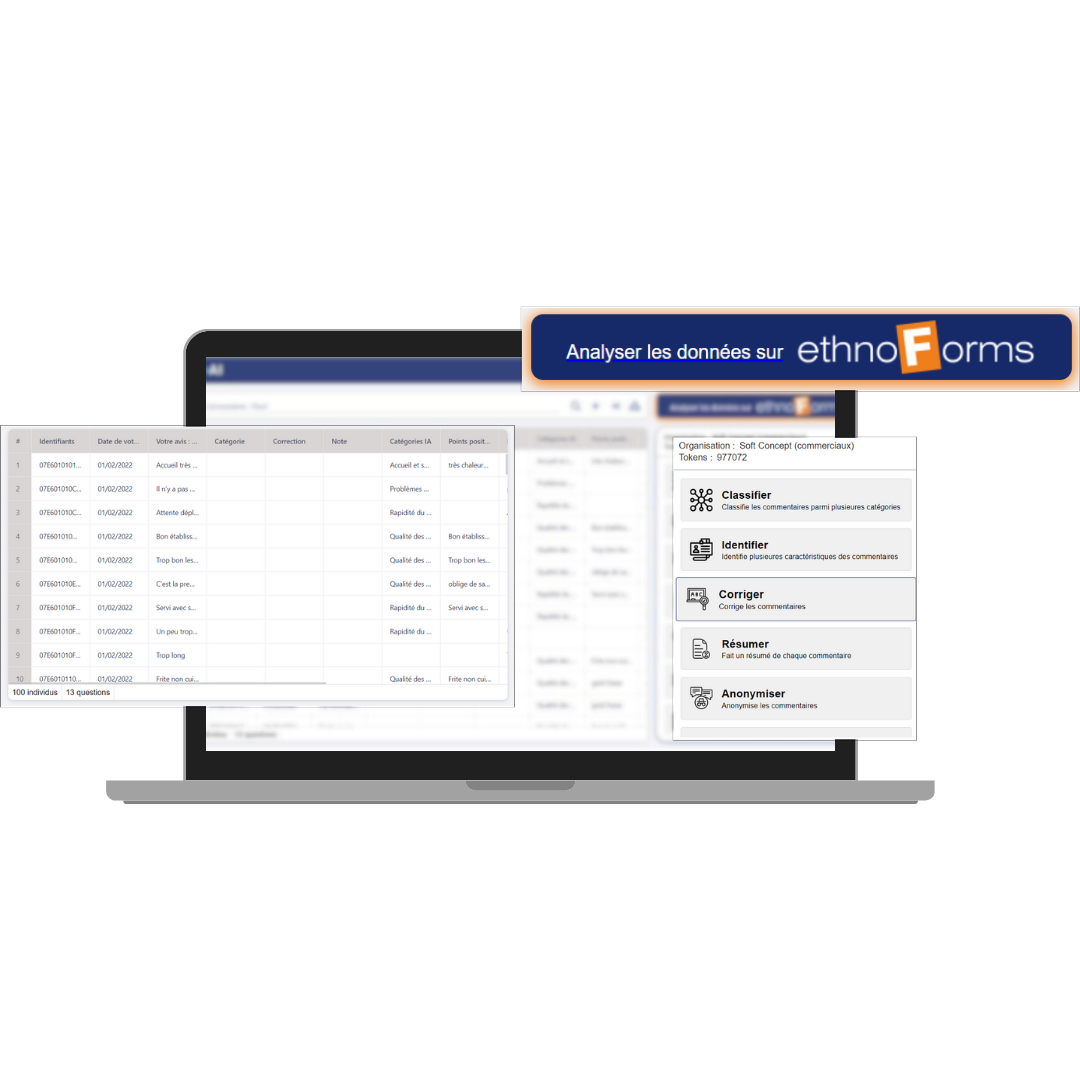 Analyser les données sur ethnoForms
AI
# Identifiants Date de vot... Votre avis : ... Catégorie Correction Note Catégories IA Points posit...
1 07E6010101... 01/02/2022 Accueil très ... Accueil et s... très chaleur...
2 07E601010C... 01/02/2022 Il n'y a pas ... Problèmes ...
3 07E601010C... 01/02/2022 Attente dépl... Rapidité du ...
4 07E601010... 01/02/2022 Bon établiss... Qualité des ... Bon établiss...
5 07E601010... 01/02/2022 Trop bon les... Qualité des ... Trop bon les...
6 07E601010E... 01/02/2022 C'est la pre... Qualité des ... oblige de sa...
7 07E601010F... 01/02/2022 Servi avec s... Rapidité du ... Servi avec s...
8 07E601010F... 01/02/2022 Un peu trop... Rapidité du ...
9 07E601010F... 01/02/2022 Trop long
10 07E6010110... 01/02/2022 Frite non cui... Qualité des ... Frite non cui...
100 individus 13 questions
Organisation : Soft Concept (commerciaux)
Tokens : 977072
Classifier
Classifie les commentaires parmi plusieures catégories
Identifier
Identifie plusieures caractéristiques des commentaires
Corriger
Corrige les commentaires
Résumer
Fait un résumé de chaque commentaire
Anonymiser
Anonymise les commentaires